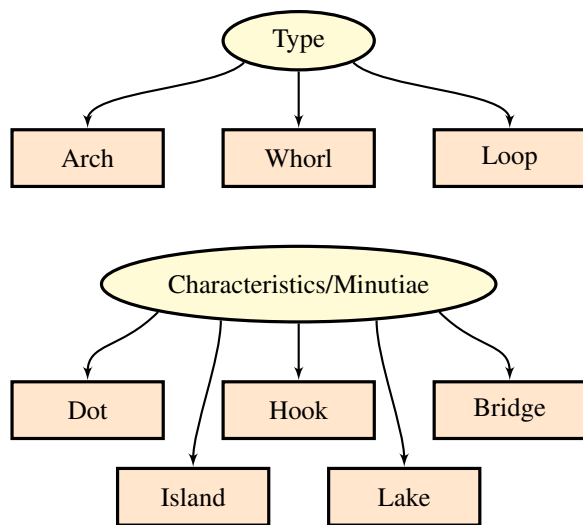 Type
Arch Whorl Loop
Characteristics/Minutiae
Dot Hook Bridge
Island Lake